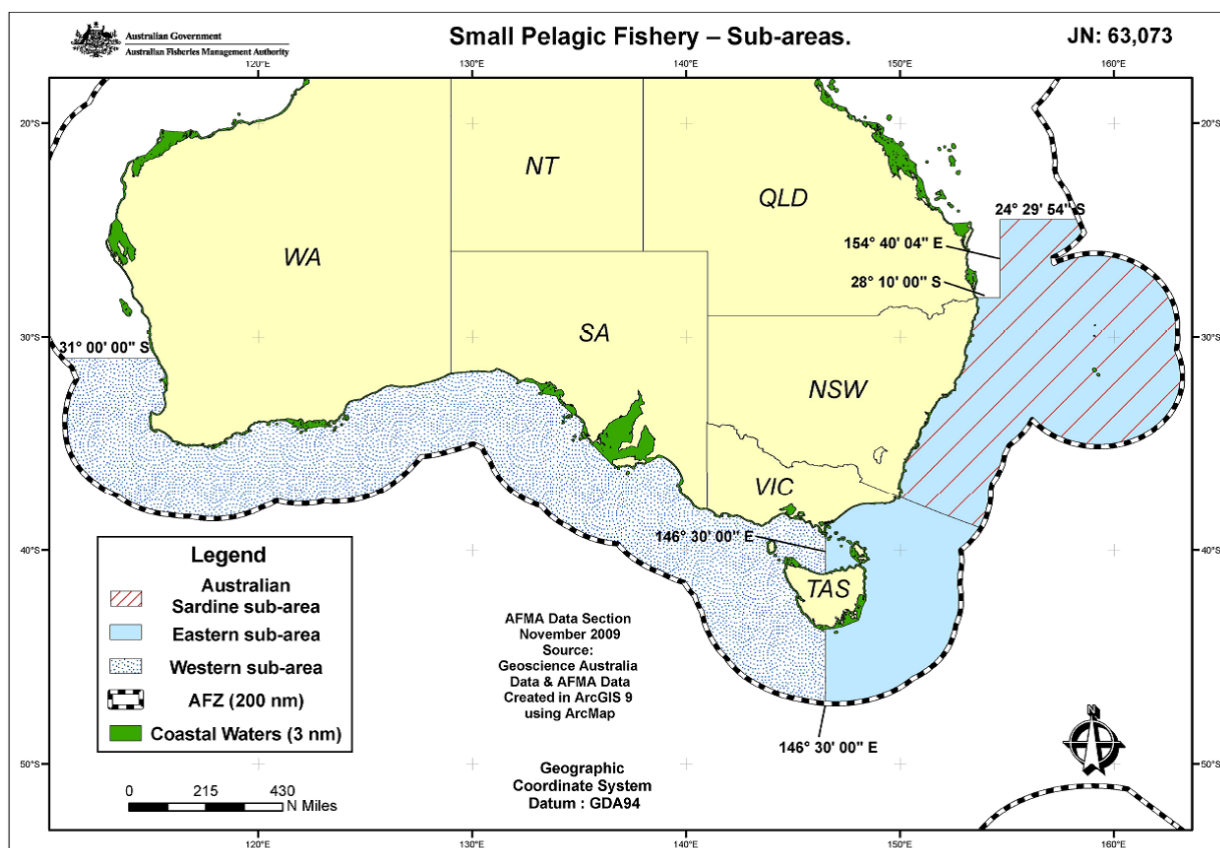 Australian Government
Australian Fisheries Management Authority
Small Pelagic Fishery – Sub-areas.
JN: 63,073
120°E
130°E
140°E
150°E
160°E
20°S
20°S
NT
QLD
WA
24° 29' 54" S
154° 40' 04" E
28° 10' 00" S
30°S
30°S
31° 00' 00" S
SA
NSW
VIC
146° 30' 00" E
40°S
40°S
TAS
Legend
Australian
Sardine sub-area
Eastern sub-area
Western sub-area
AFZ (200 nm)
Coastal Waters (3 nm)
AFMA Data Section
November 2009
Source:
Geoscience Australia
Data & AFMA Data
Created in ArcGIS 9
using ArcMap
146° 30' 00" E
N
50°S
50°S
Geographic
Coordinate System
Datum : GDA94
0 215 430
N Miles
120°E
130°E
140°E
150°E
160°E